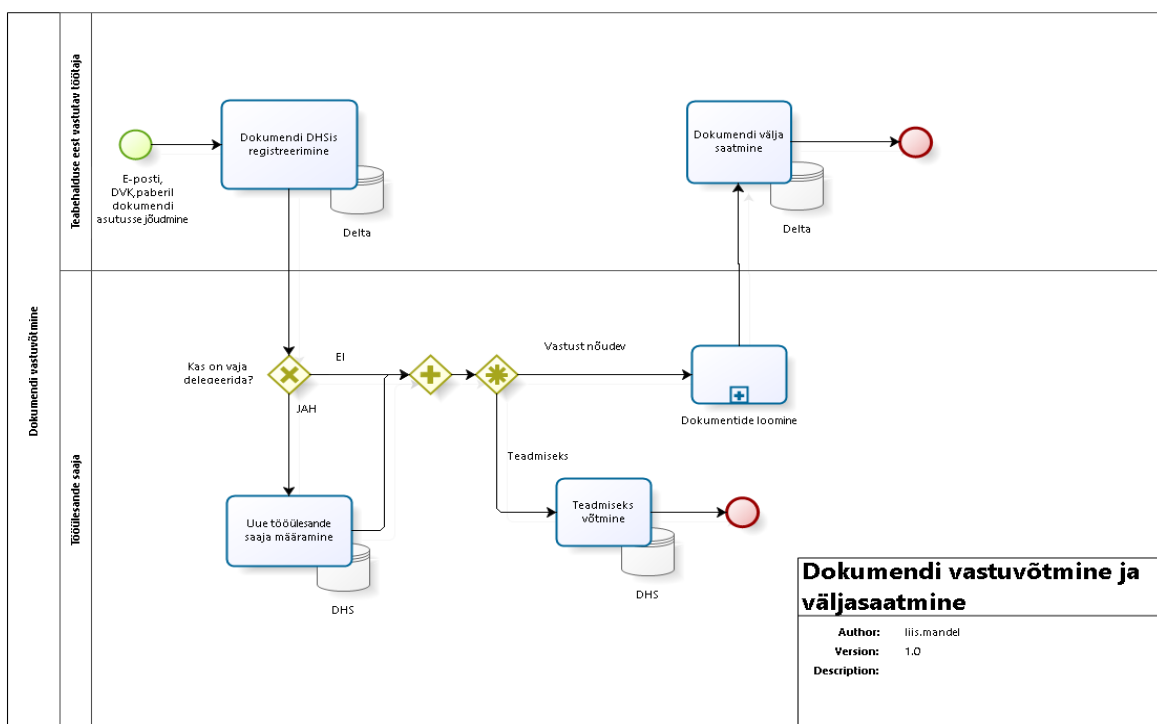 Dokumendi vastuvõtmine
Teabehalduse eest vastutav töötaja
Dokumendi DHSis
registreerimine
E-posti,
DVK,paberil
dokumendi
asutusse jõudmine
Delta
Dokumendi välja
saatmine
Delta
Tööülesande saaja
Kas on vaja
delegeerida?
EI
JAH
Vastust nõudev
Dokumentide loomine
Teadmiseks
Uue tööülesande
saaja määramine
DHS
Teadmiseks
võtmine
DHS
Dokumendi vastuvõtmine ja
väljasaatmine
Author: liis.mandel
Version: 1.0
Description: